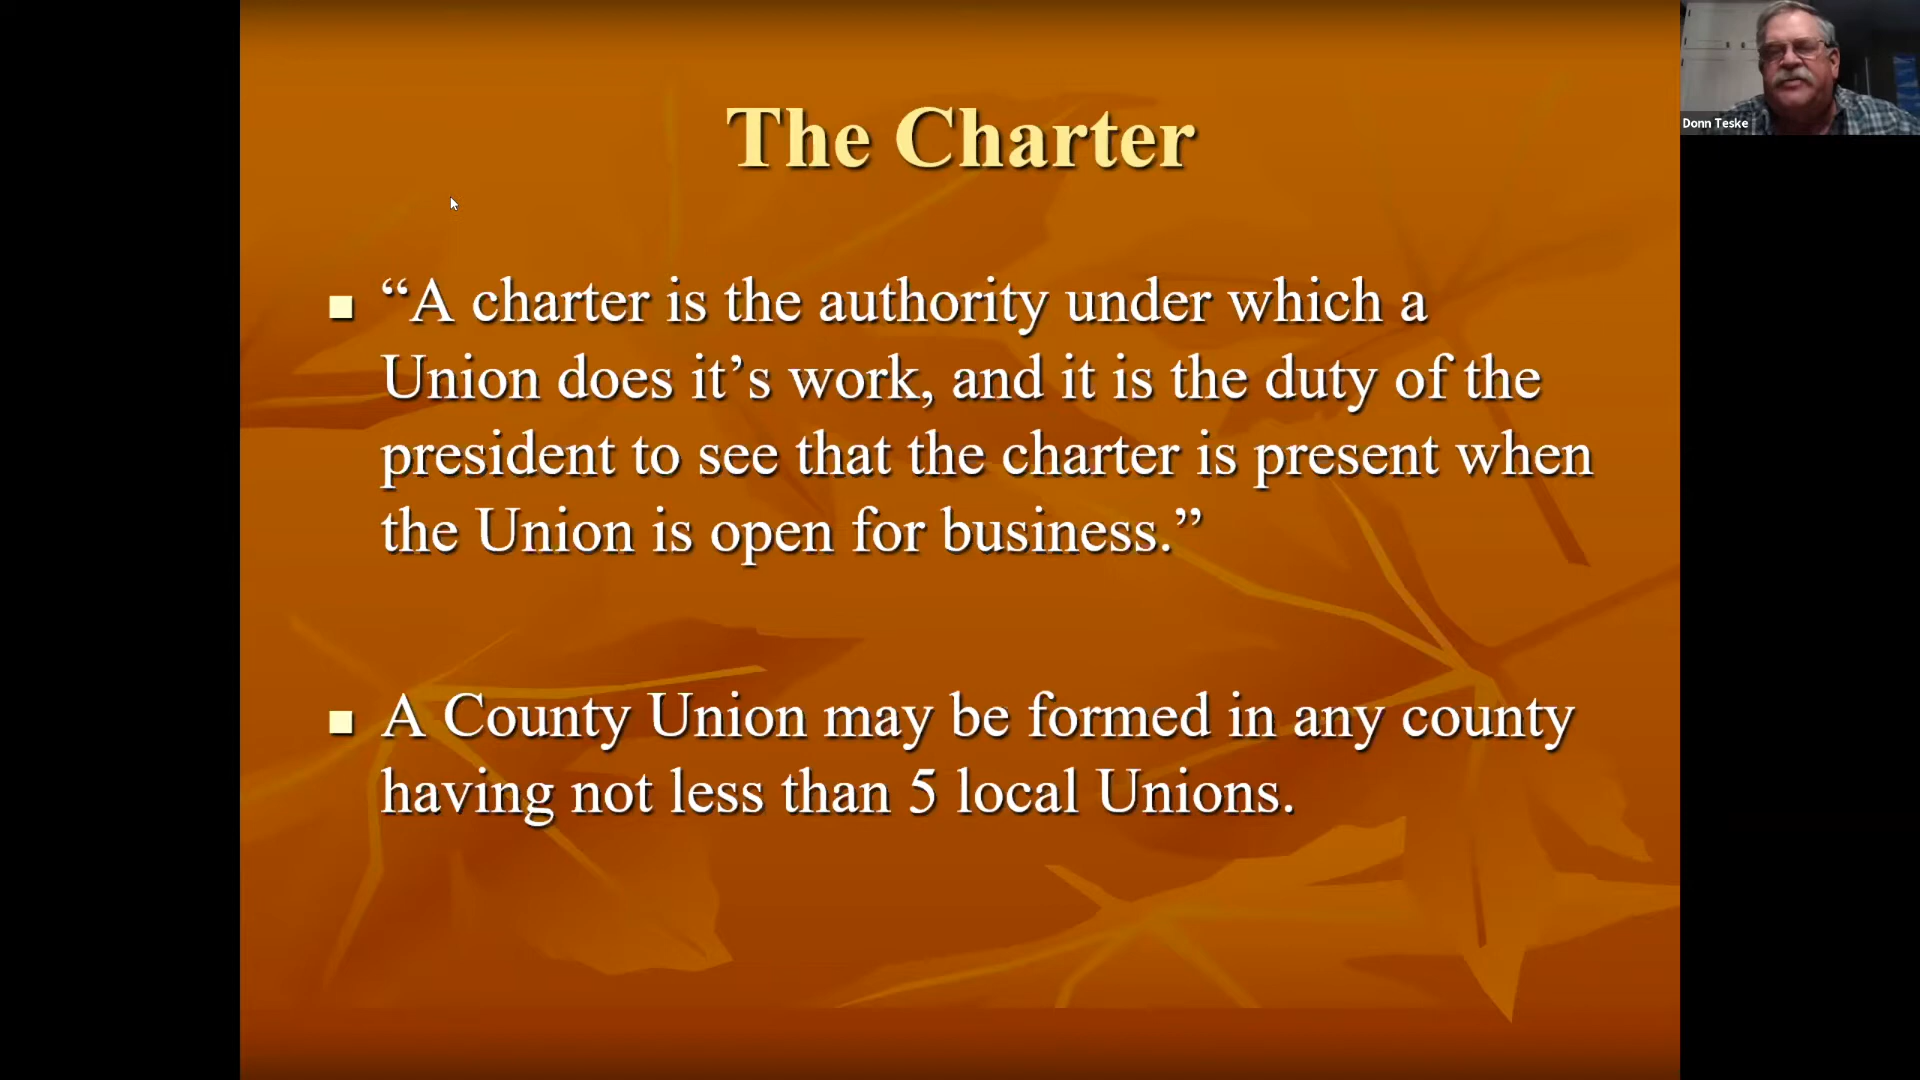 The Charter
Donn Teske
“A charter is the authority under which a
Union does it’s work, and it is the duty of the
president to see that the charter is present when
the Union is open for business.”
A County Union may be formed in any county
having not less than 5 local Unions.